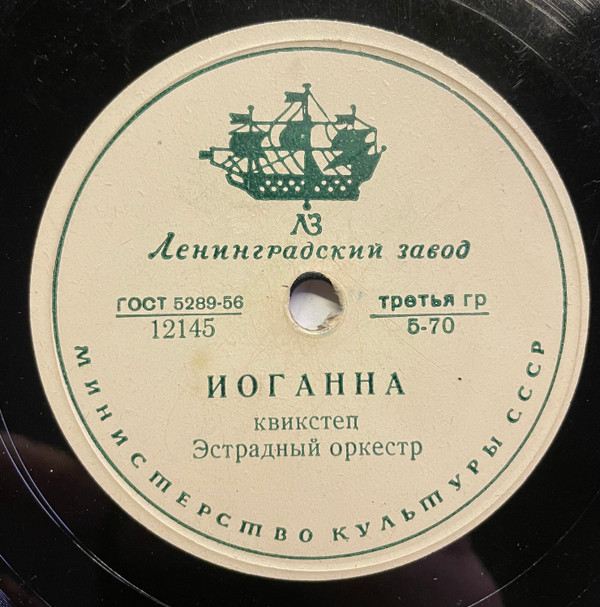 ЛЗ
Ленинградский завод
ГОСТ 5289-56
12145
третья гр
5-70
ИОГАННА
квикстеп
Эстрадный оркестр
МИНИСТЕРСТВО КУЛЬТУРЫ СССР